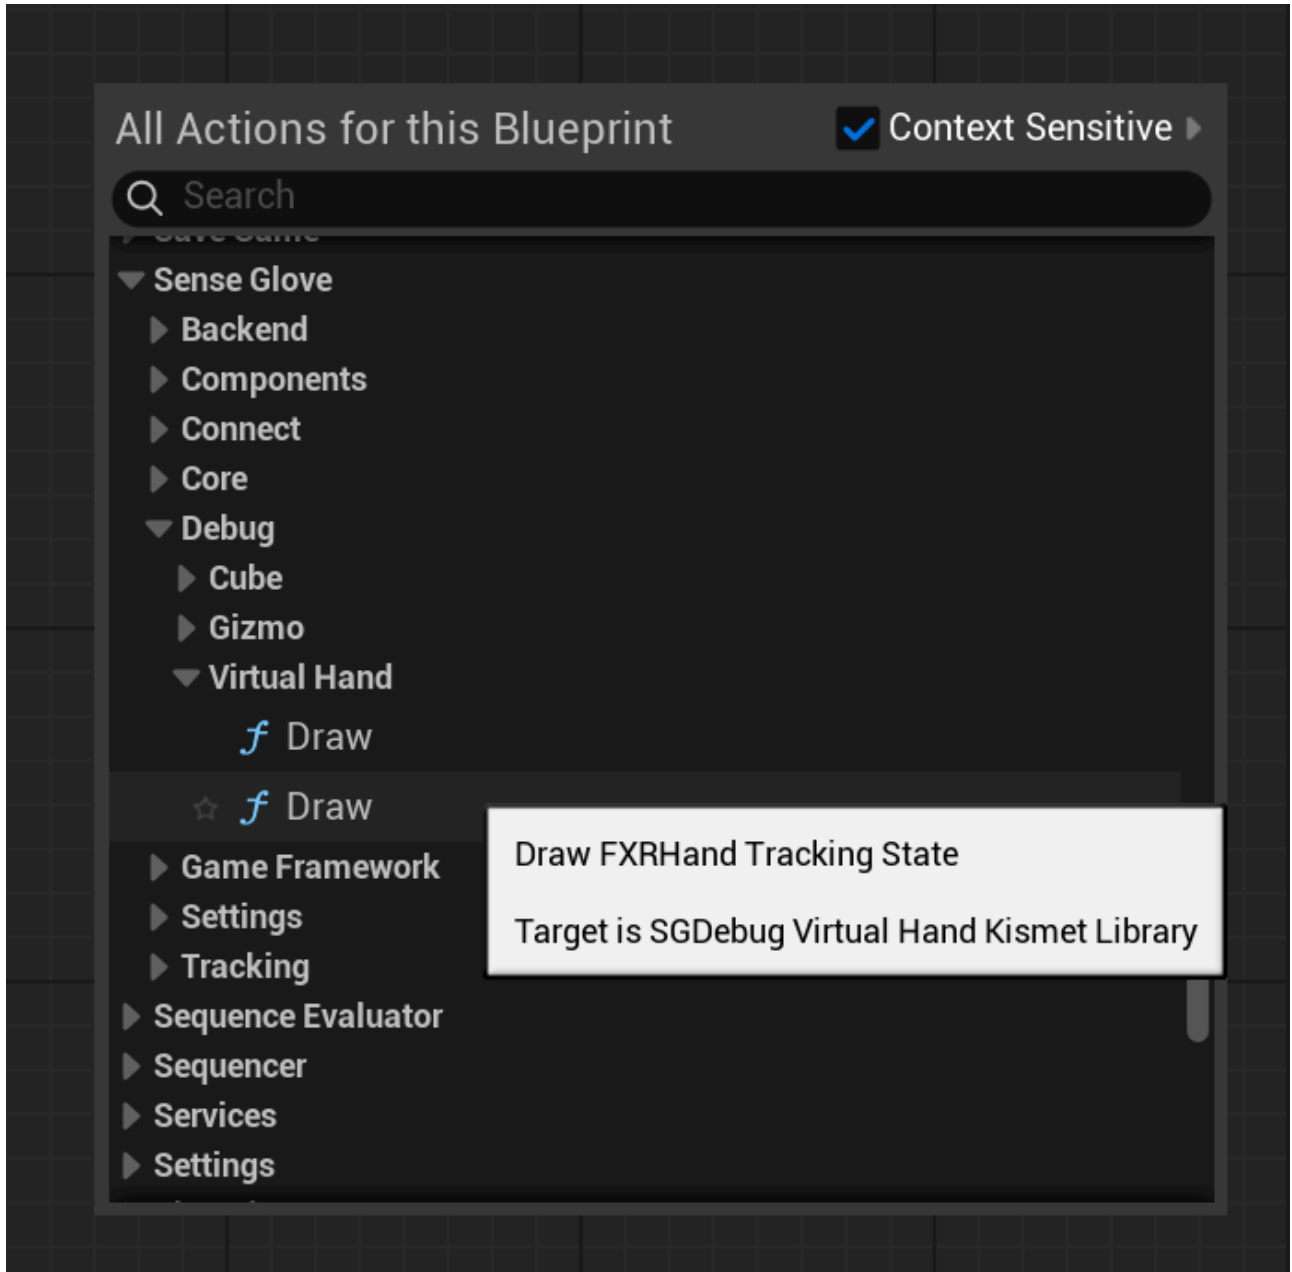 All Actions for this Blueprint
Context Sensitive
Search
Save Game
Sense Glove
Backend
Components
Connect
Core
Debug
Cube
Gizmo
Virtual Hand
f Draw
f Draw
Draw FXRHand Tracking State
Target is SGDebug Virtual Hand Kismet Library
Game Framework
Settings
Tracking
Sequence Evaluator
Sequencer
Services
Settings